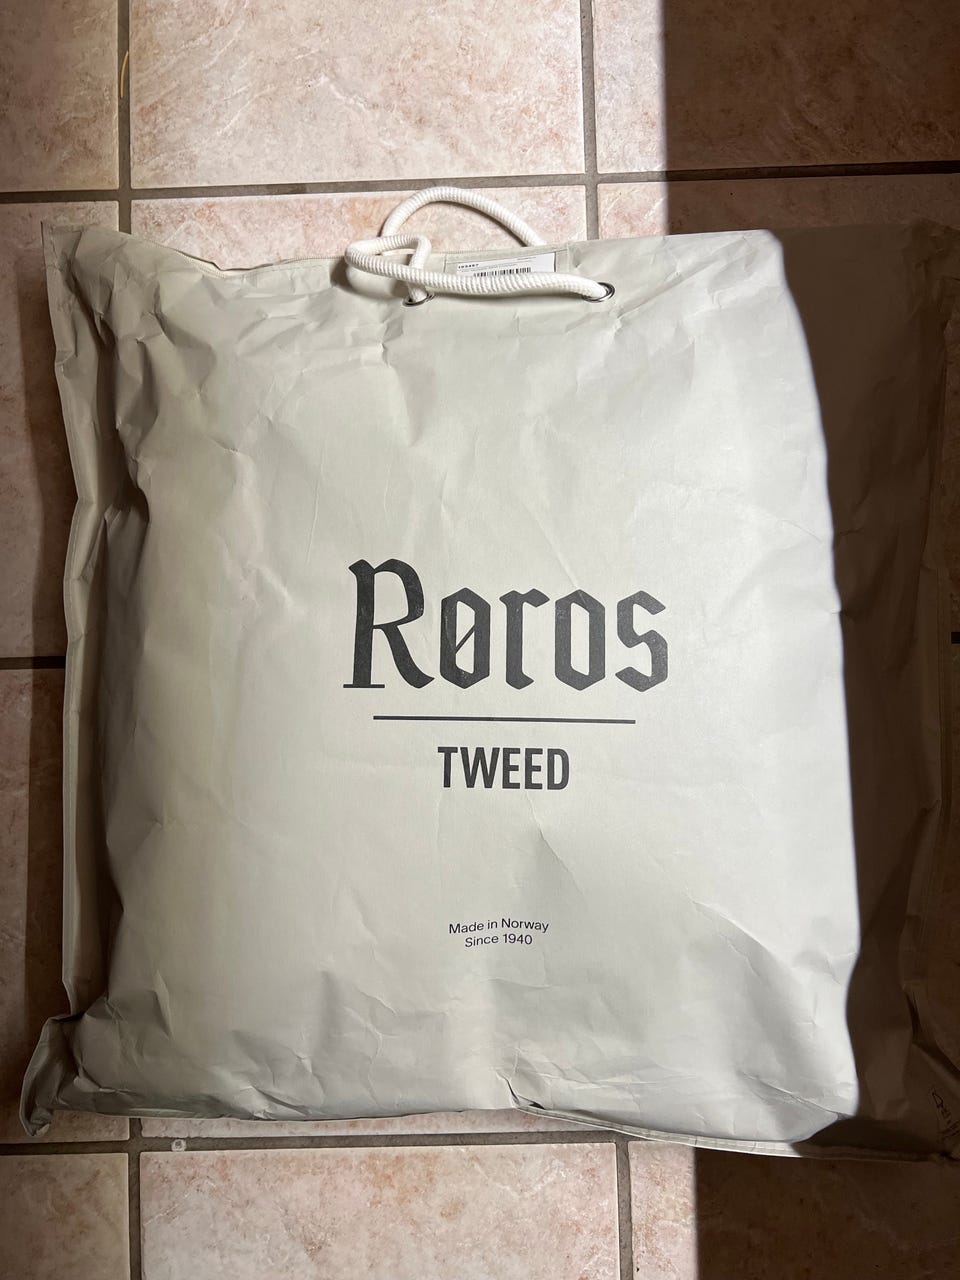 Røros
TWEED
Made in Norway
Since 1940